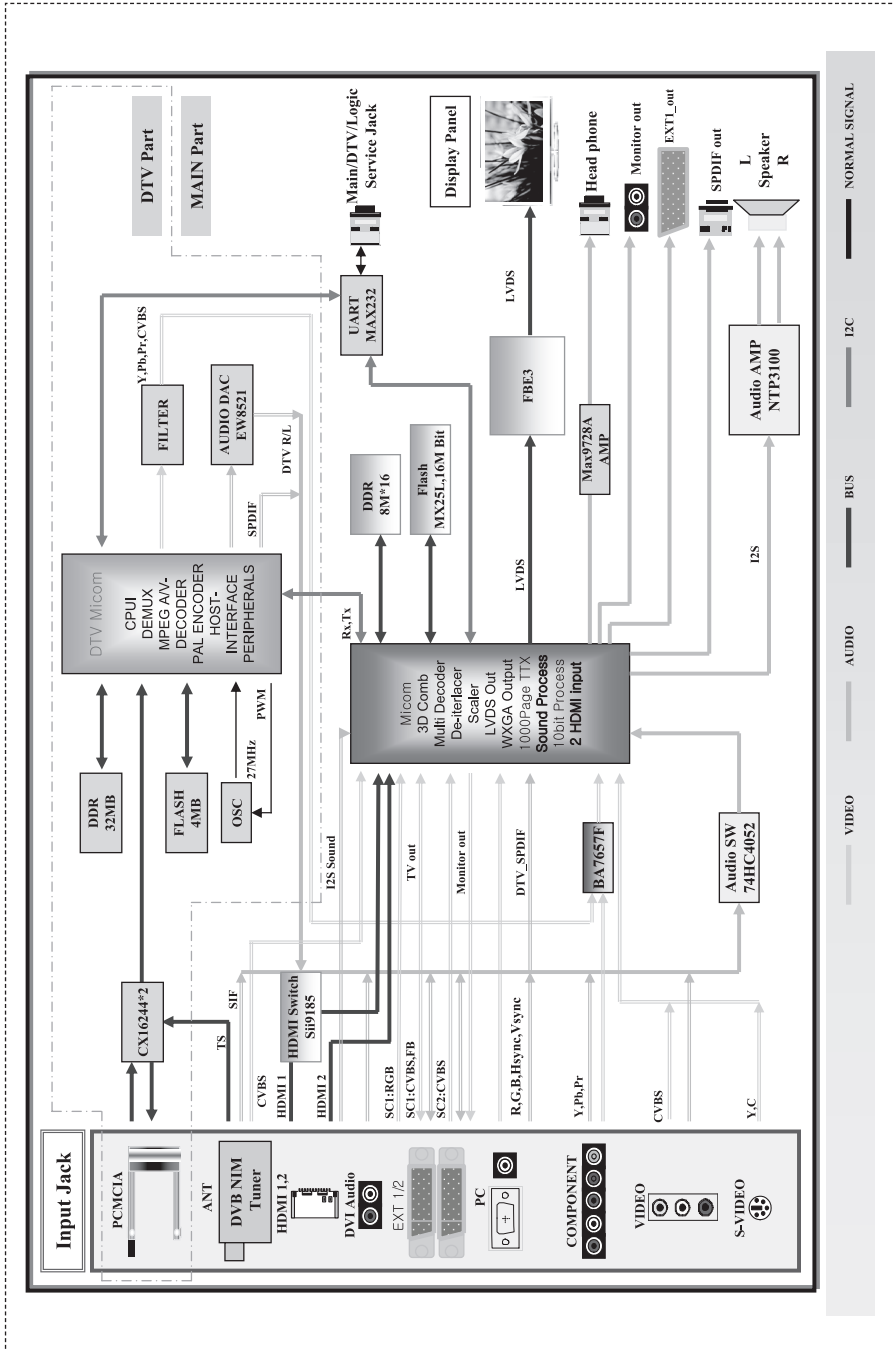 Input Jack
PCMCIA
ANT
DVB NIM
Tuner
HDMI 1,2
DVI Audio
EXT 1/2
PC
COMPONENT
VIDEO
S-VIDEO
CX16244*2
TS
SIF
CVBS
HDMI 1
HDMI Switch
Sii9185
HDMI 2
SC1:RGB
SC1:CVBS,FB
SC2:CVBS
R,G,B,Hsync,Vsync
Y,Pb,Pr
CVBS
Y,C
DDR
32MB
FLASH
4MB
OSC
27MHz
PWM
I2S Sound
TV out
Monitor out
DTV_SPDIF
BA7657F
Audio SW
74HC4052
DTV Micom
CPUI
DEMUX
MPEG A/V-
DECODER
PAL ENCODER
HOST-
INTERFACE
PERIPHERALS
Rx,Tx
Micom
3D Comb
Multi Decoder
De-iterlacer
Scaler
LVDS Out
WXGA Output
1000Page TTX
Sound Process
10bit Process
2 HDMI input
Y,Pb,Pr,CVBS
FILTER
AUDIO DAC
EW8521
SPDIF
DTV R/L
DDR
8M*16
Flash
MX25L,16M Bit
UART
MAX232
LVDS
FBE3
LVDS
Max9728A
AMP
I2S
Audio AMP
NTP3100
DTV Part
MAIN Part
Main/DTV/Logic
Service Jack
Display Panel
Head phone
Monitor out
EXT1_out
SPDIF out
L
Speaker
R
VIDEO
AUDIO
BUS
I2C
NORMAL SIGNAL